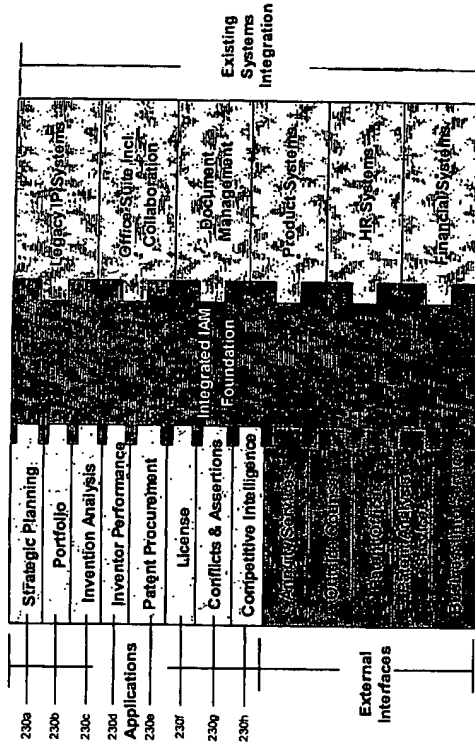 230a
230b
230c
230d
230e
230f
230g
230h
Applications
External
Interfaces
Strategic Planning
Portfolio
Invention Analysis
Inventor Performance
Patent Procurement
License
Conflicts & Assertions
Competitive Intelligence
Outside Counsel
Integrated IAM
Foundation
Legacy IP Systems
Office Suite Incl.
Collaboration
Document
Management
Product Systems
HR Systems
Financial Systems
Existing
Systems
Integration